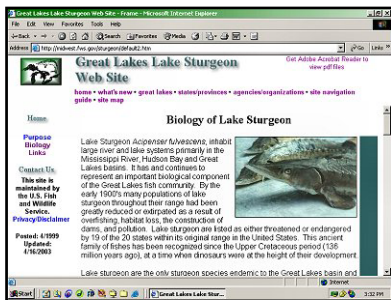 Great Lakes Lake Sturgeon Web Site - Frame - Microsoft Internet Explorer
File Edit View Favorites Tools Help
Back Search Favorites Media
Address http://midwest.fws.gov/sturgeon/default2.htm Go Links »
Great Lakes Lake Sturgeon
Web Site
Get Adobe Acrobat Reader to
view pdf files
home • what's new • great lakes • states/provinces • agencies/organizations • site navigation
guide • site map
Home
Purpose
Biology
Links
Contact Us
This site is
maintained by
the U.S. Fish
and Wildlife
Service.
Privacy/Disclaimer
Posted: 4/1999
Updated:
4/16/2003
Biology of Lake Sturgeon
Lake Sturgeon Acipenser fulvescens, inhabit
large river and lake systems primarily in the
Mississippi River, Hudson Bay and Great
Lakes basins. It has and continues to
represent an important biological component
of the Great Lakes fish community. By the
early 1900's many populations of lake
sturgeon throughout their range had been
greatly reduced or extirpated as a result of
overfishing, habitat loss, the construction of
dams, and pollution. Lake sturgeon are listed as either threatened or endangered
by 19 of the 20 states within its original range in the United States. This ancient
family of fishes has been recognized since the Upper Cretaceous period (136
million years ago), at a time when dinosaurs were at the height of their development.
Lake sturgeon are the only sturgeon species endemic to the Great Lakes basin and
Internet
Start Great Lakes Lake Stur... 3:32 PM